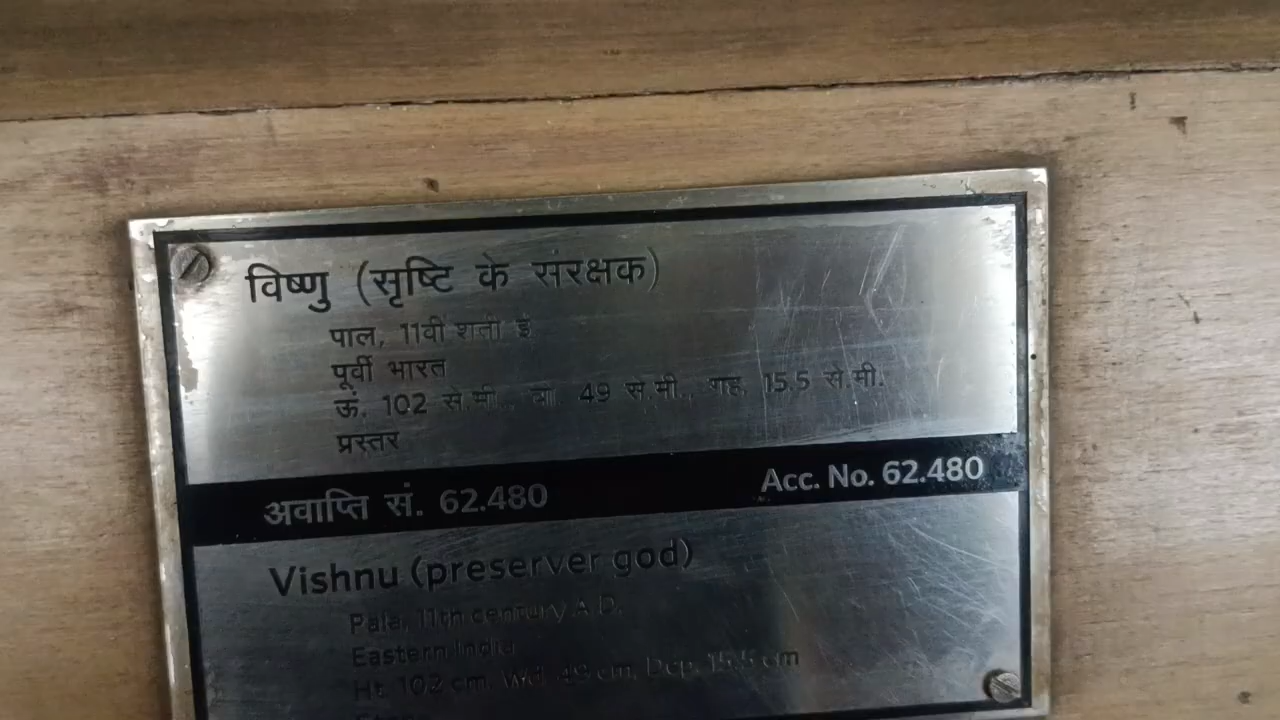 विष्णु (सृष्टि के संरक्षक)
पाल, 11वी शती ई
पूर्वी भारत
ऊं. 102 से.मी., चौ. 49 से.मी., गह. 15.5 से.मी.
प्रस्तर
अवाप्ति सं. 62.480
Acc. No. 62.480
Vishnu (preserver god)
Pala, 11th century A.D.
Eastern India
Ht. 102 cm, Wd. 49 cm, Dep. 15.5 cm